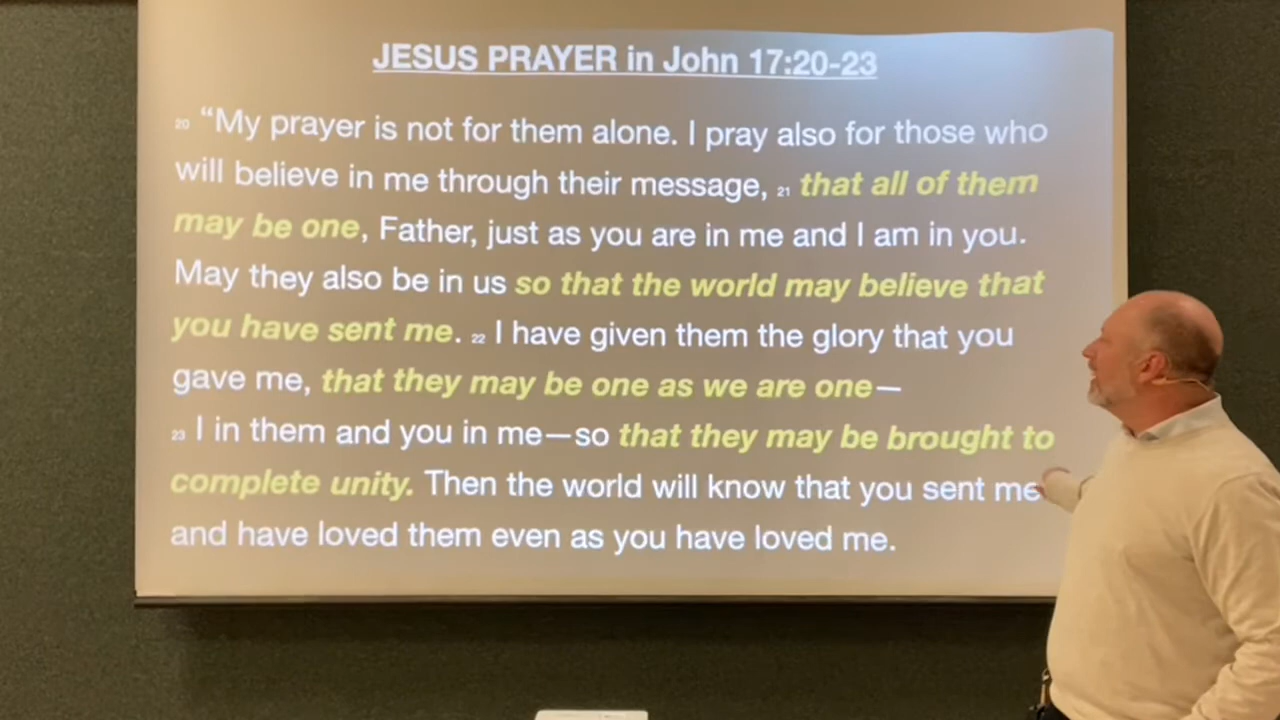 JESUS PRAYER in John 17:20-23
20 “My prayer is not for them alone. I pray also for those who
will believe in me through their message, 21 that all of them
may be one, Father, just as you are in me and I am in you.
May they also be in us so that the world may believe that
you have sent me. 22 I have given them the glory that you
gave me, that they may be one as we are one—
23 I in them and you in me—so that they may be brought to
complete unity. Then the world will know that you sent me
and have loved them even as you have loved me.